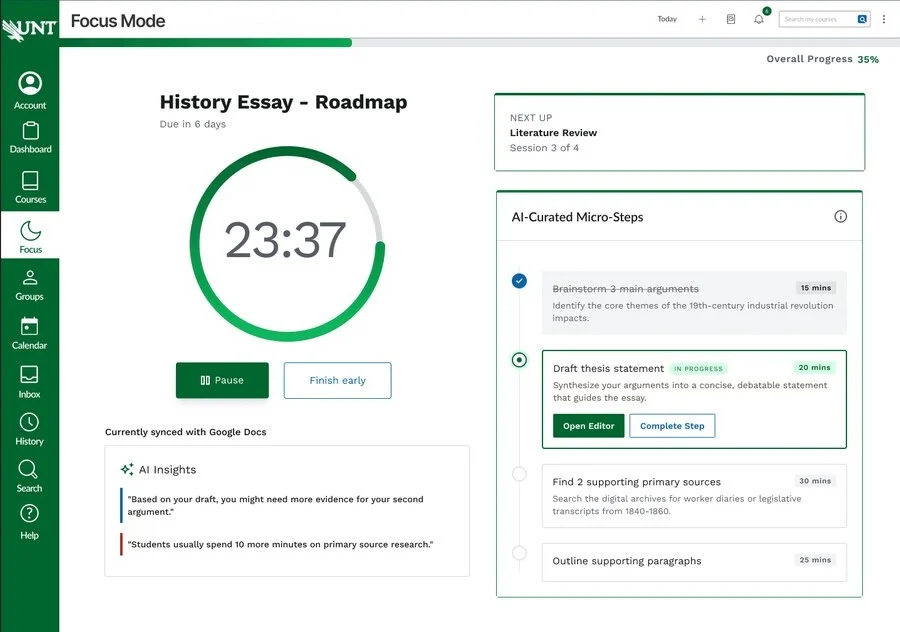 UNT
Focus Mode
Today
4
Search my courses
Overall Progress 35%
Account
Dashboard
Courses
Focus
Groups
Calendar
Inbox
History
Search
Help
History Essay - Roadmap
Due in 6 days
23:37
Pause
Finish early
Currently synced with Google Docs
AI Insights
"Based on your draft, you might need more evidence for your second
argument."
"Students usually spend 10 more minutes on primary source research."
NEXT UP
Literature Review
Session 3 of 4
AI-Curated Micro-Steps
Brainstorm 3 main arguments
15 mins
Identify the core themes of the 19th-century industrial revolution
impacts.
Draft thesis statement
IN PROGRESS
20 mins
Synthesize your arguments into a concise, debatable statement
that guides the essay.
Open Editor
Complete Step
Find 2 supporting primary sources
30 mins
Search the digital archives for worker diaries or legislative
transcripts from 1840-1860.
Outline supporting paragraphs
25 mins